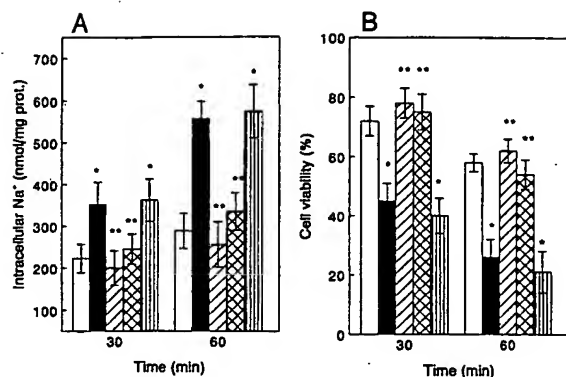 A
Intracellular Na⁺ (nmol/mg prot.)
700
600
500
400
300
200
100
* ** ** *
* ** ** *
30 60
Time (min)
B
Cell viability (%)
100
80
60
40
20
0
* ** ** *
* ** ** *
30 60
Time (min)